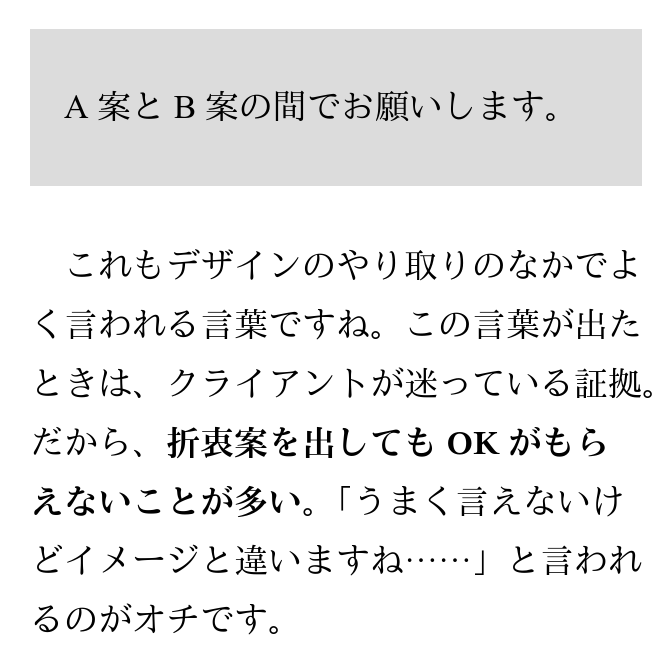 A 案と B 案の間でお願いします。
これもデザインのやり取りのなかでよ
く言われる言葉ですね。この言葉が出た
ときは、クライアントが迷っている証拠。
だから、折衷案を出しても OK がもら
えないことが多い。「うまく言えないけ
どイメージと違いますね……」と言われ
るのがオチです。